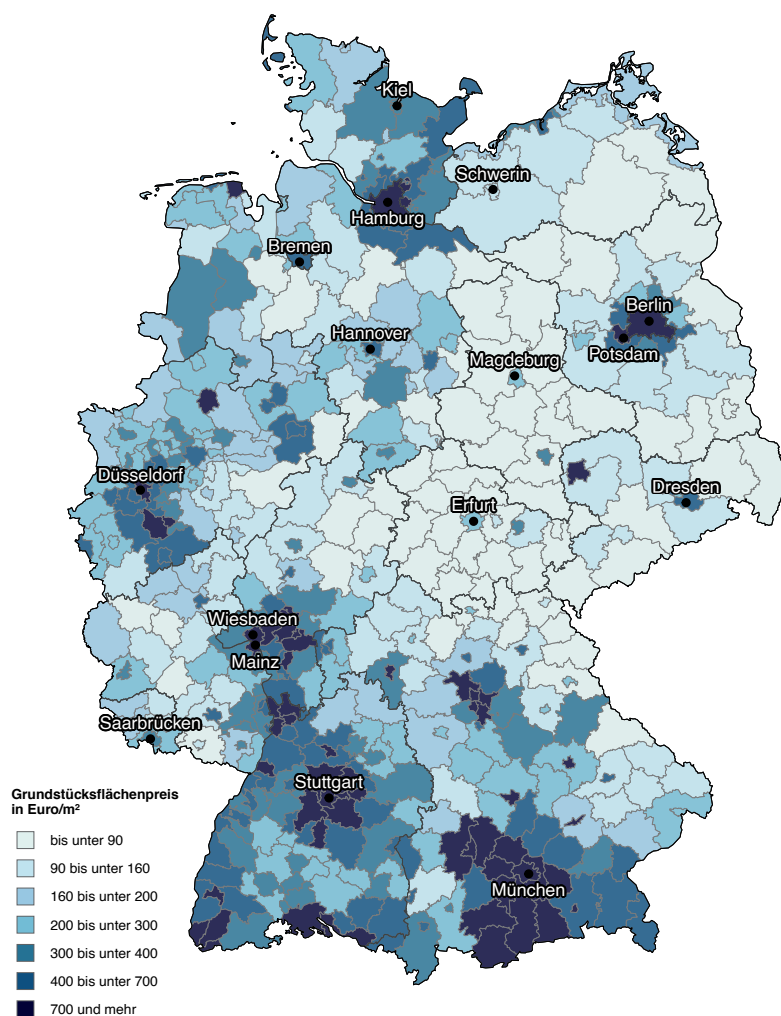 Kiel
Schwerin
Hamburg
Bremen
Berlin
Hannover
Potsdam
Magdeburg
Düsseldorf
Dresden
Erfurt
Wiesbaden
Mainz
Saarbrücken
Stuttgart
München
Grundstücksflächenpreis
in Euro/m²
bis unter 90
90 bis unter 160
160 bis unter 200
200 bis unter 300
300 bis unter 400
400 bis unter 700
700 und mehr